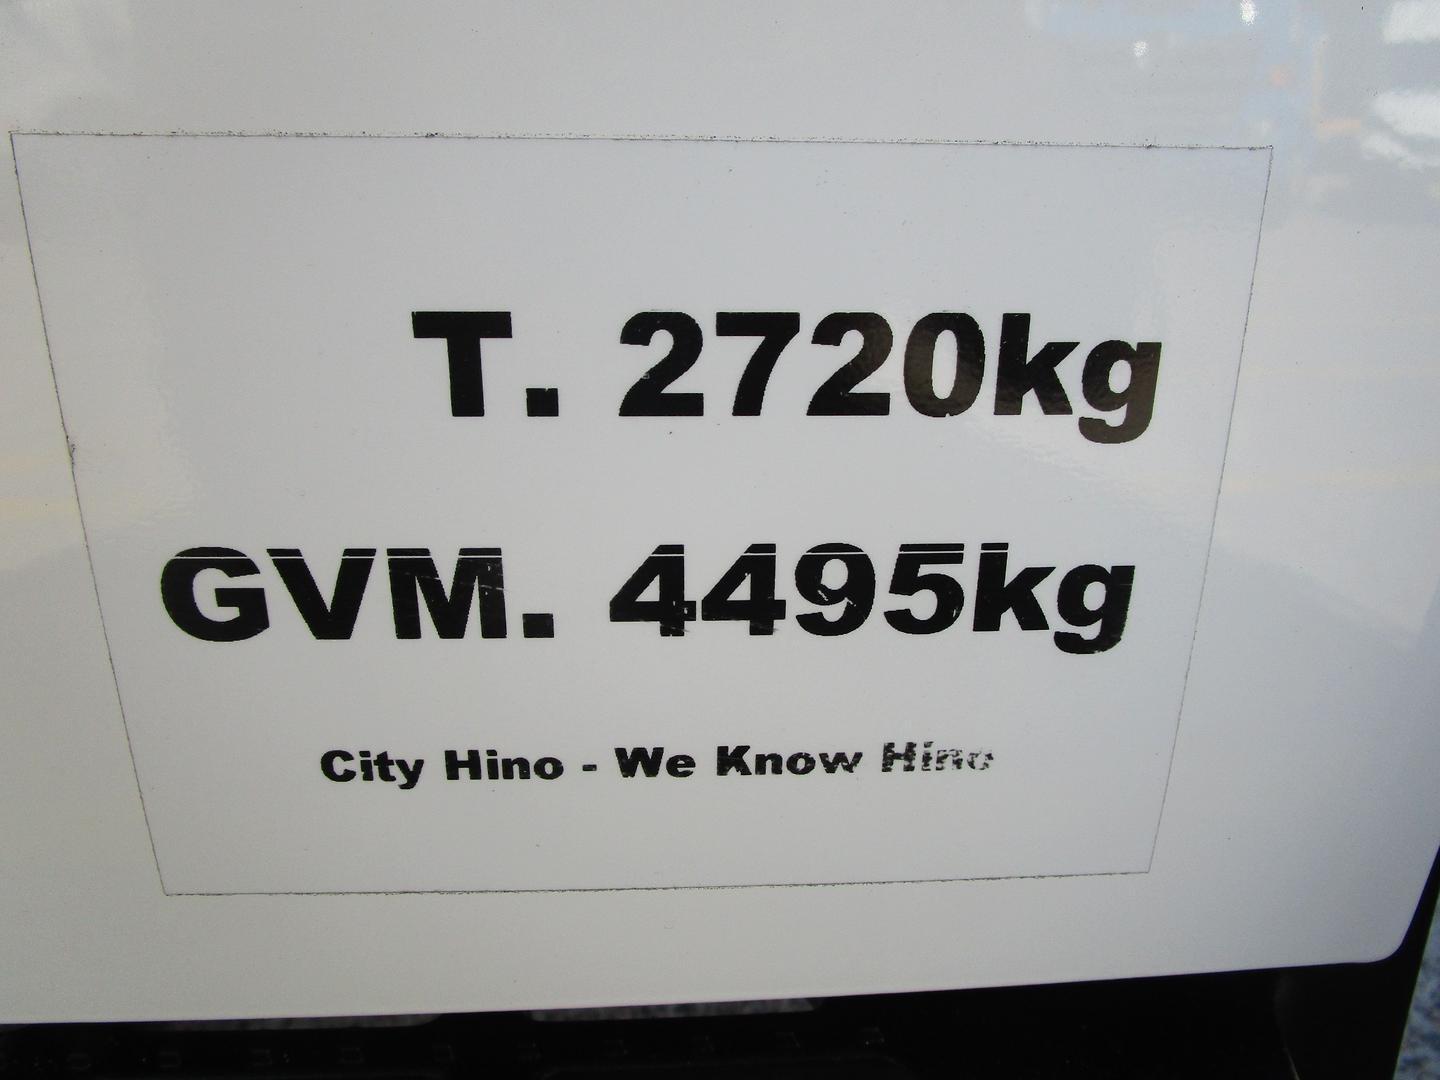 T. 2720kg
GVM. 4495kg
City Hino - We Know Hino